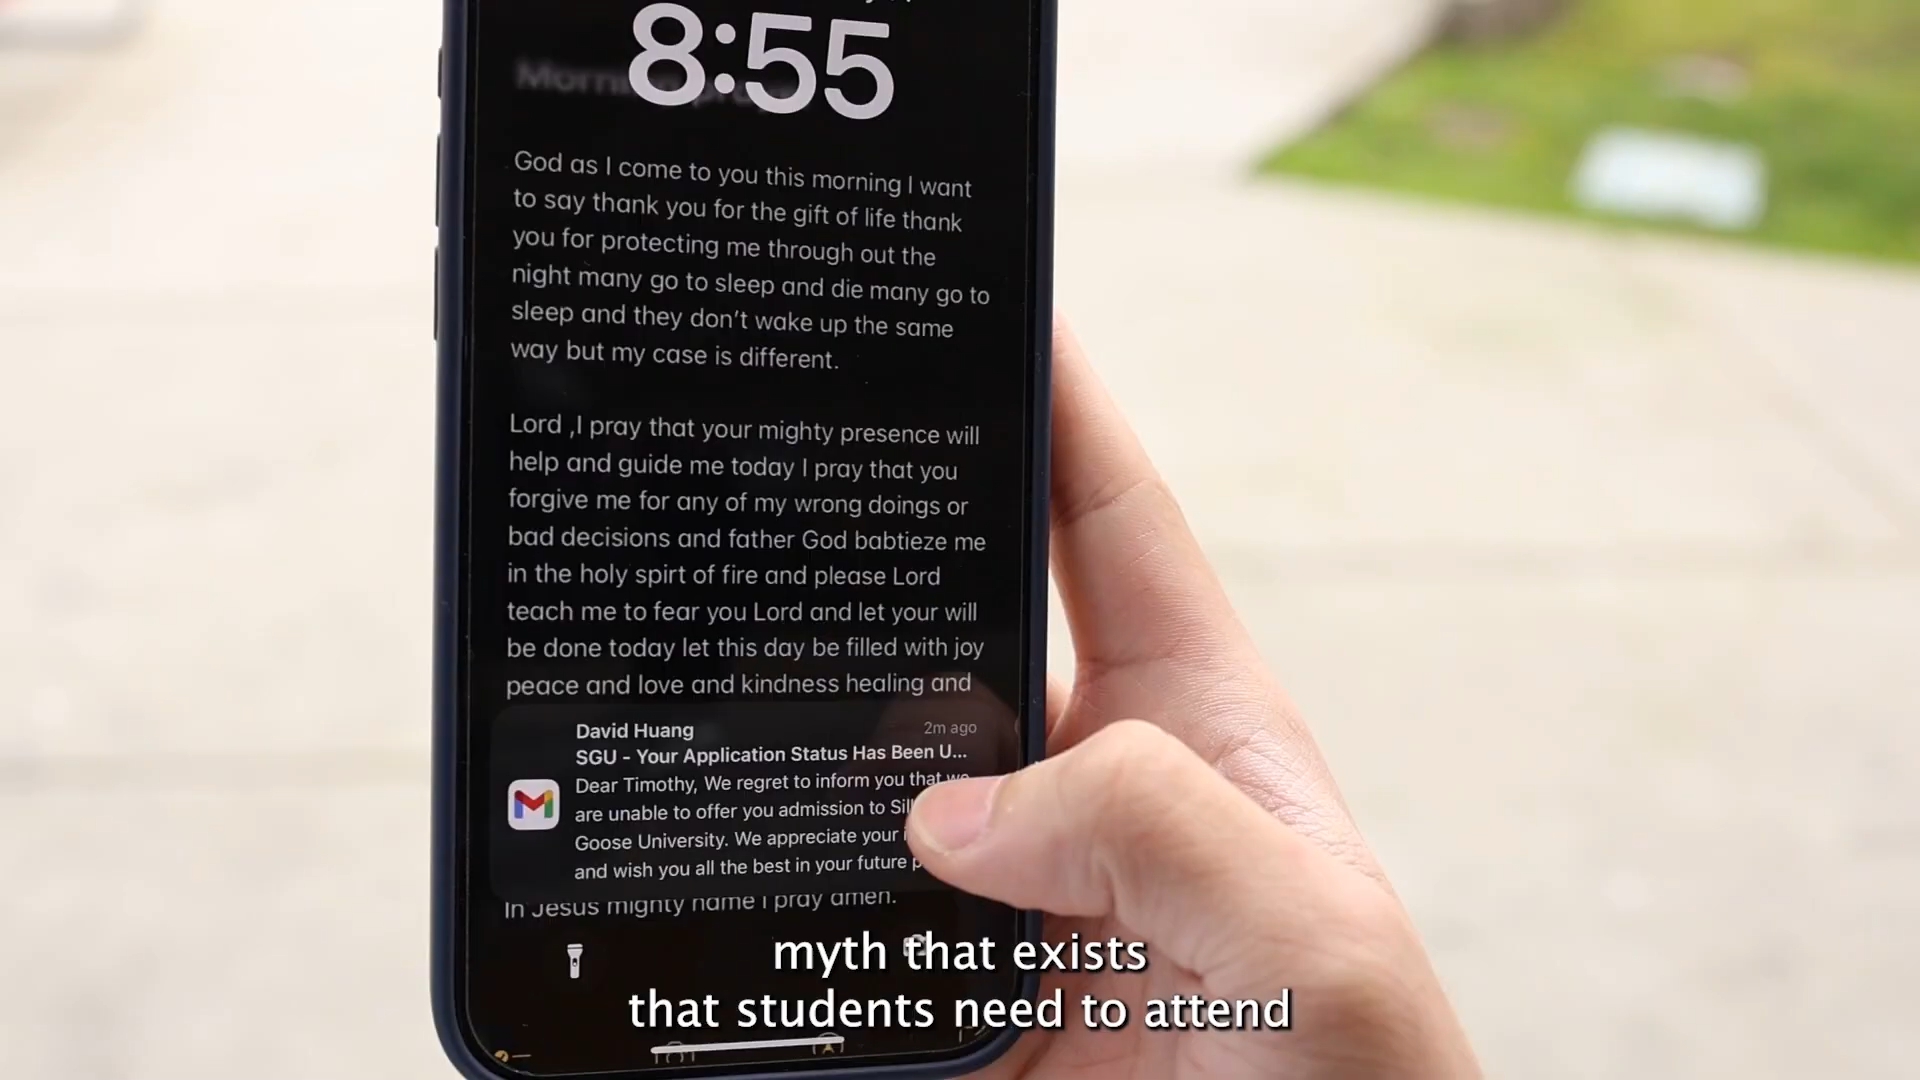 8:55
God as I come to you this morning I want
to say thank you for the gift of life thank
you for protecting me through out the
night many go to sleep and die many go to
sleep and they don't wake up the same
way but my case is different.
Lord ,I pray that your mighty presence will
help and guide me today I pray that you
forgive me for any of my wrong doings or
bad decisions and father God babtieze me
in the holy spirt of fire and please Lord
teach me to fear you Lord and let your will
be done today let this day be filled with joy
peace and love and kindness healing and
David Huang 2m ago
SGU - Your Application Status Has Been U...
Dear Timothy, We regret to inform you that we
are unable to offer you admission to
Goose University. We appreciate your
and wish you all the best in your future
In Jesus mighty name I pray amen.
myth that exists
that students need to attend